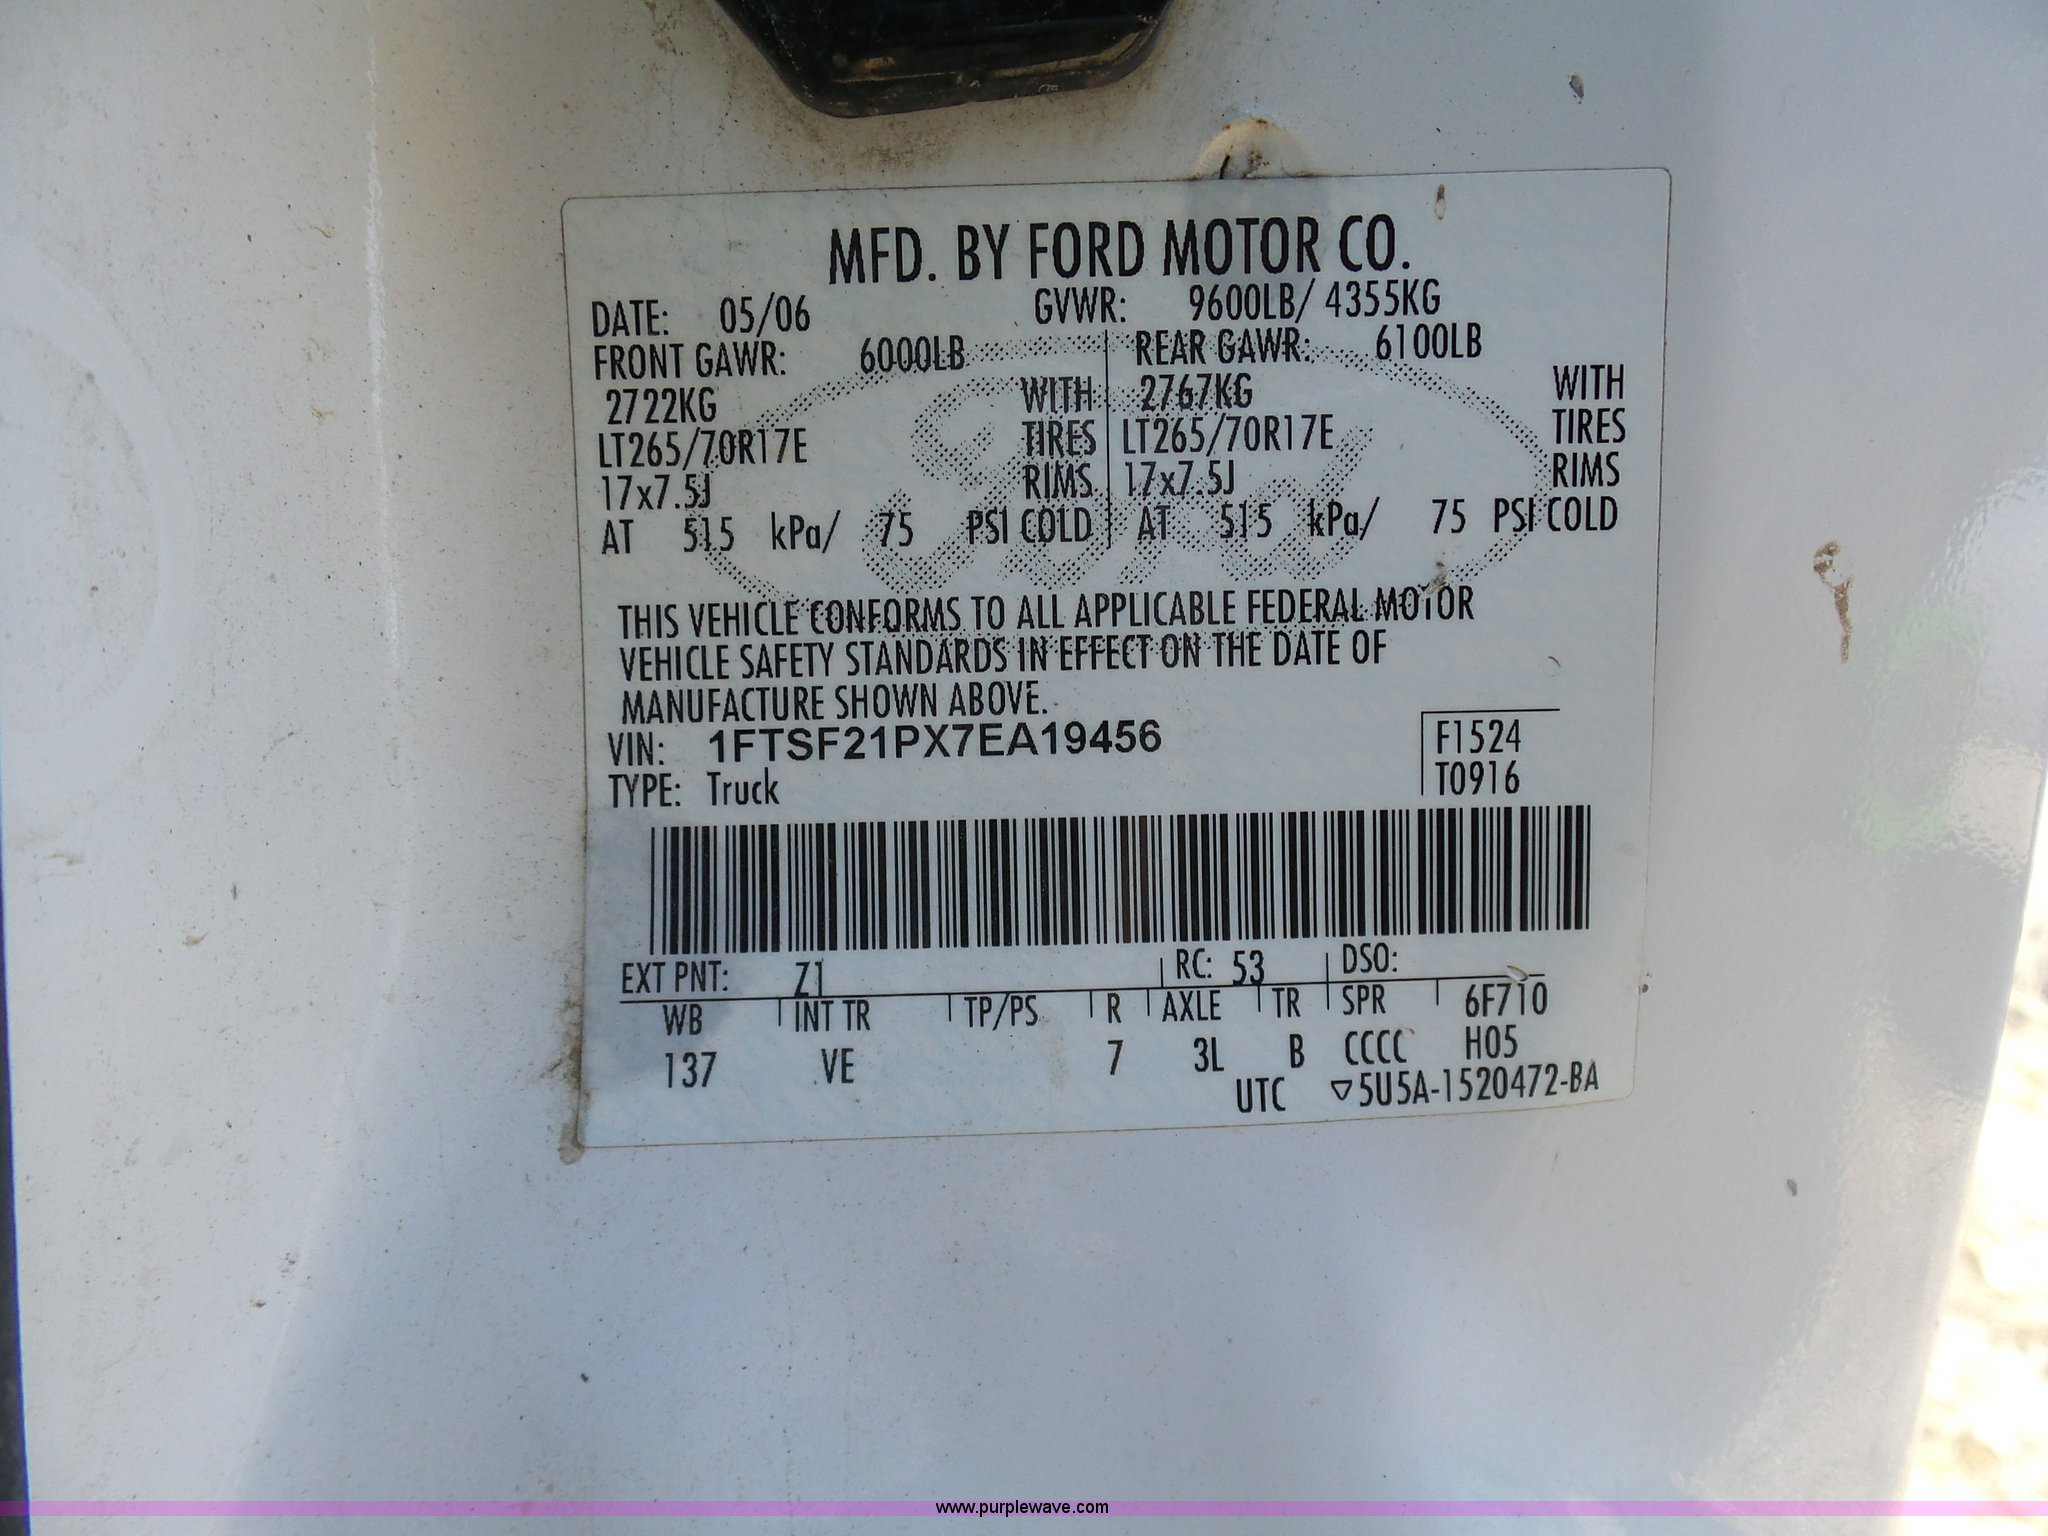 MFD. BY FORD MOTOR CO.
DATE: 05/06 GVWR: 9600LB/ 4355KG
FRONT GAWR: 6000LB REAR GAWR: 6100LB
2722KG WITH 2767KG WITH
LT265/70R17E TIRES LT265/70R17E TIRES
17x7.5J RIMS 17x7.5J RIMS
AT 515 kPa/ 75 PSI COLD AT 515 kPa/ 75 PSI COLD
Ford
THIS VEHICLE CONFORMS TO ALL APPLICABLE FEDERAL MOTOR
VEHICLE SAFETY STANDARDS IN EFFECT ON THE DATE OF
MANUFACTURE SHOWN ABOVE.
VIN: 1FTSF21PX7EA19456 F1524
TYPE: Truck T0916
EXT PNT: Z1 RC: 53 DSO:
WB INT TR TP/PS R AXLE TR SPR 6F710
137 VE 7 3L B CCCC H05
UTC ▽5U5A-1520472-BA
www.purplewave.com